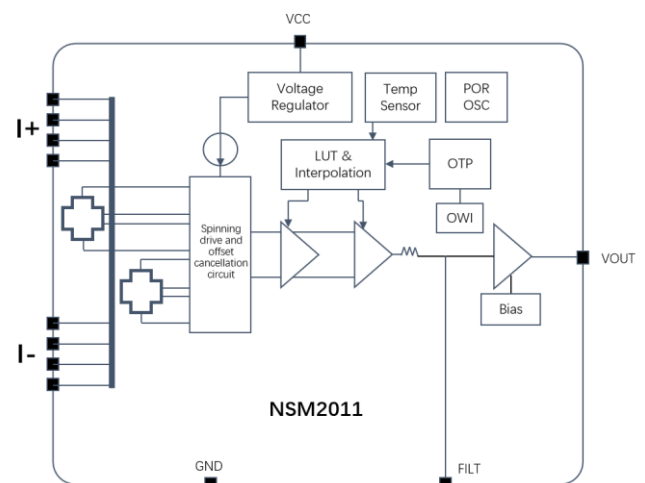 VCC
Voltage
Regulator
Temp
Sensor
POR
OSC
I+
LUT &
Interpolation
OTP
OWI
Spinning
drive and
offset
cancellation
circuit
VOUT
Bias
I-
NSM2011
GND
FILT